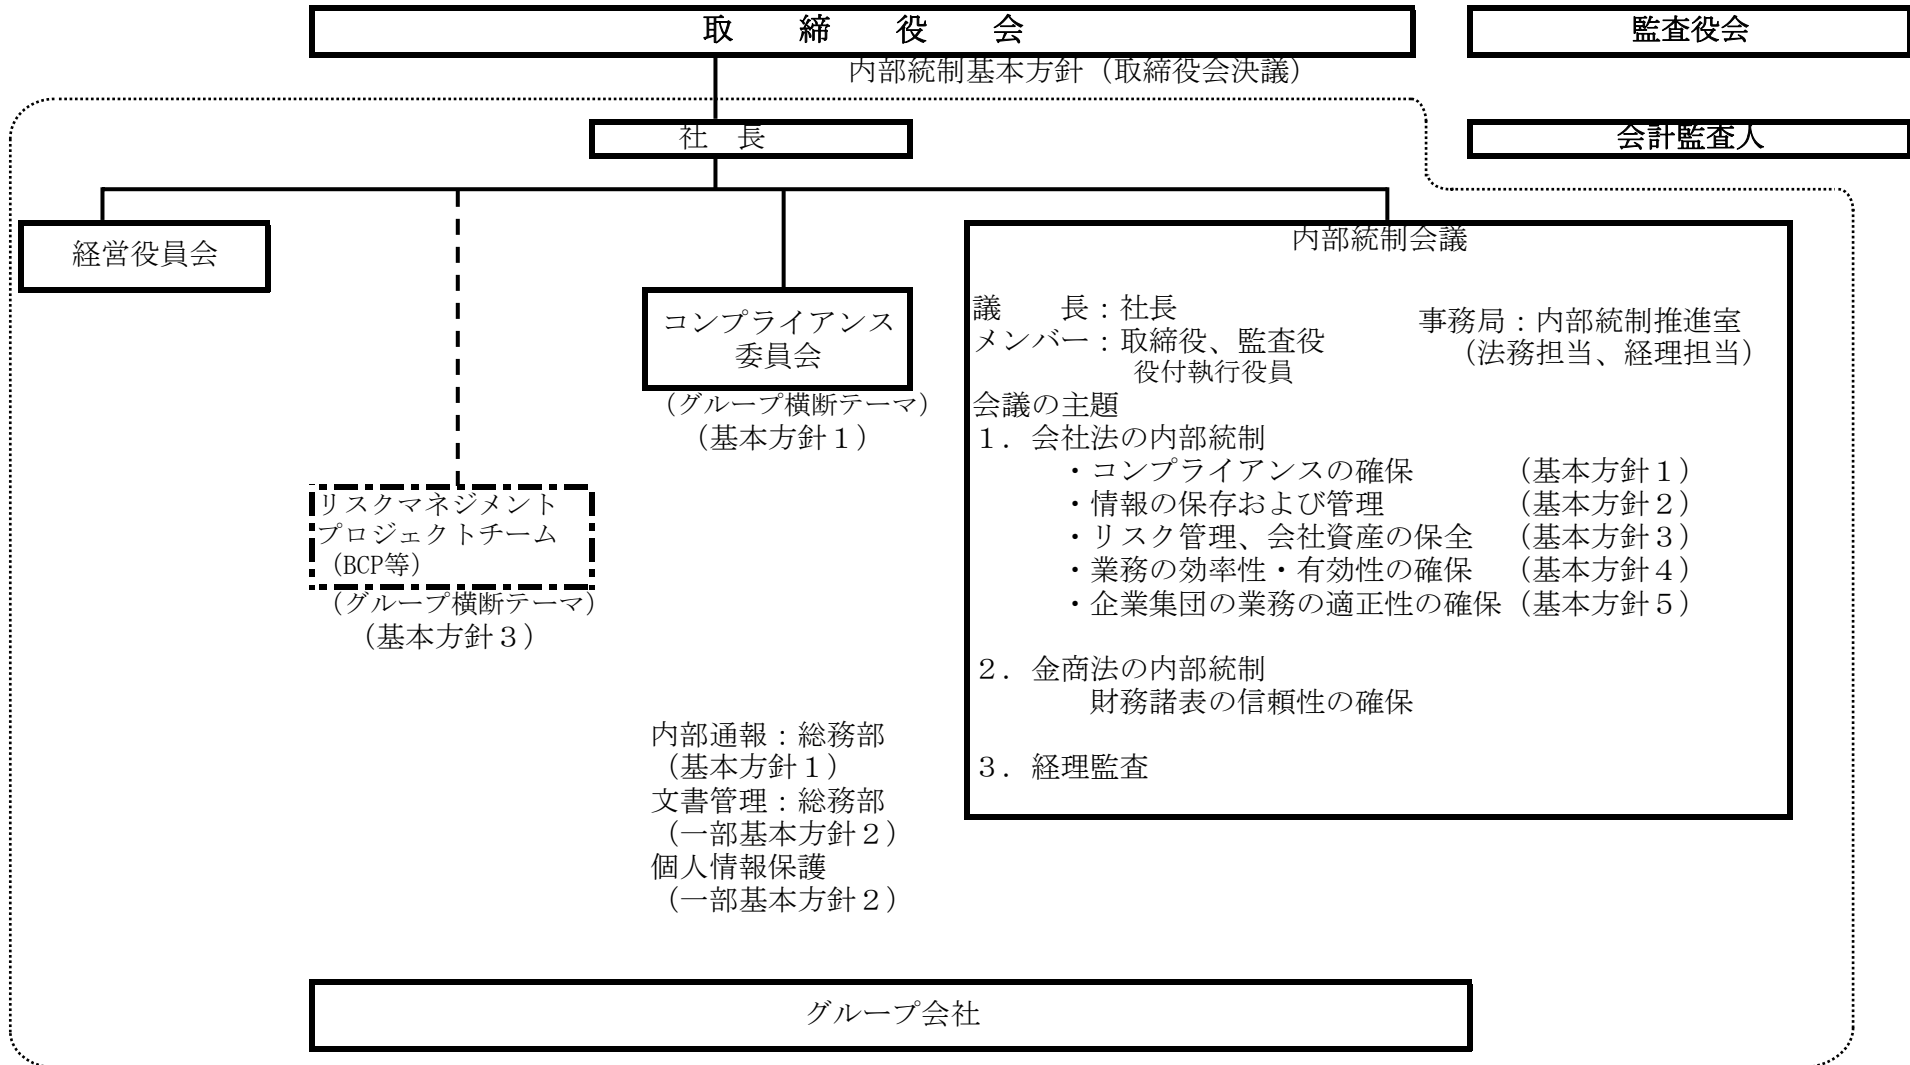 取　締　役　会
監査役会
内部統制基本方針（取締役会決議）
社　長
会計監査人
経営役員会
コンプライアンス
委員会
（グループ横断テーマ）
（基本方針１）
リスクマネジメント
プロジェクトチーム
（BCP等）
（グループ横断テーマ）
（基本方針３）
内部通報：総務部
（基本方針１）
文書管理：総務部
（一部基本方針２）
個人情報保護
（一部基本方針２）
内部統制会議
議　　長：社長
メンバー：取締役、監査役
役付執行役員
事務局：内部統制推進室
（法務担当、経理担当）
会議の主題
１．会社法の内部統制
・コンプライアンスの確保　　　（基本方針１）
・情報の保存および管理　　　　（基本方針２）
・リスク管理、会社資産の保全　（基本方針３）
・業務の効率性・有効性の確保　（基本方針４）
・企業集団の業務の適正性の確保（基本方針５）
２．金商法の内部統制
財務諸表の信頼性の確保
３．経理監査
グループ会社